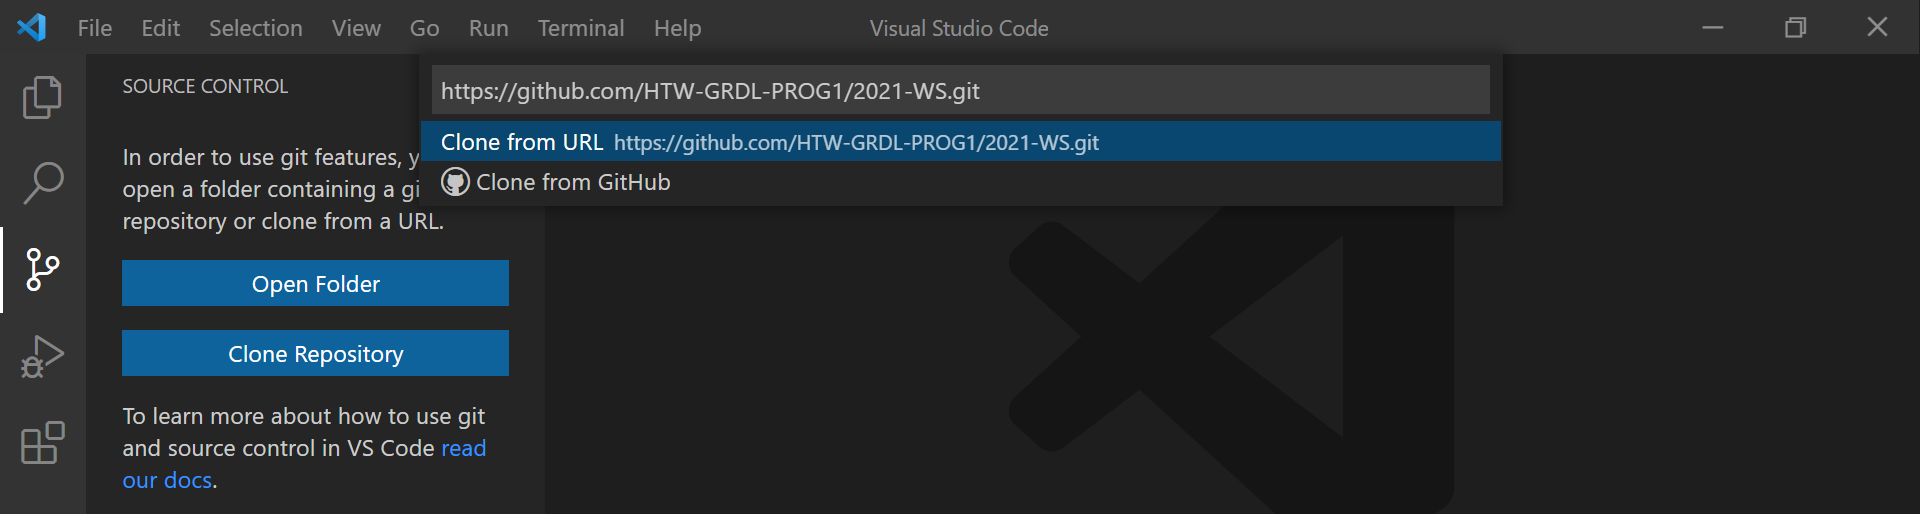 File Edit Selection View Go Run Terminal Help Visual Studio Code
SOURCE CONTROL
https://github.com/HTW-GRDL-PROG1/2021-WS.git
Clone from URL https://github.com/HTW-GRDL-PROG1/2021-WS.git
Clone from GitHub
In order to use git features, y
open a folder containing a gi
repository or clone from a URL.
Open Folder
Clone Repository
To learn more about how to use git
and source control in VS Code read
our docs.